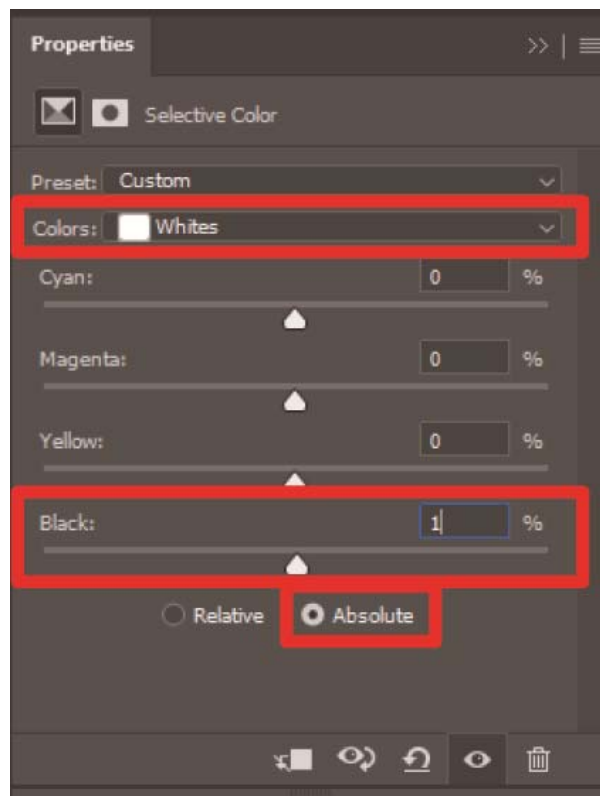 Properties
Selective Color
Preset: Custom
Colors: Whites
Cyan: 0 %
Magenta: 0 %
Yellow: 0 %
Black: 1 %
Relative Absolute